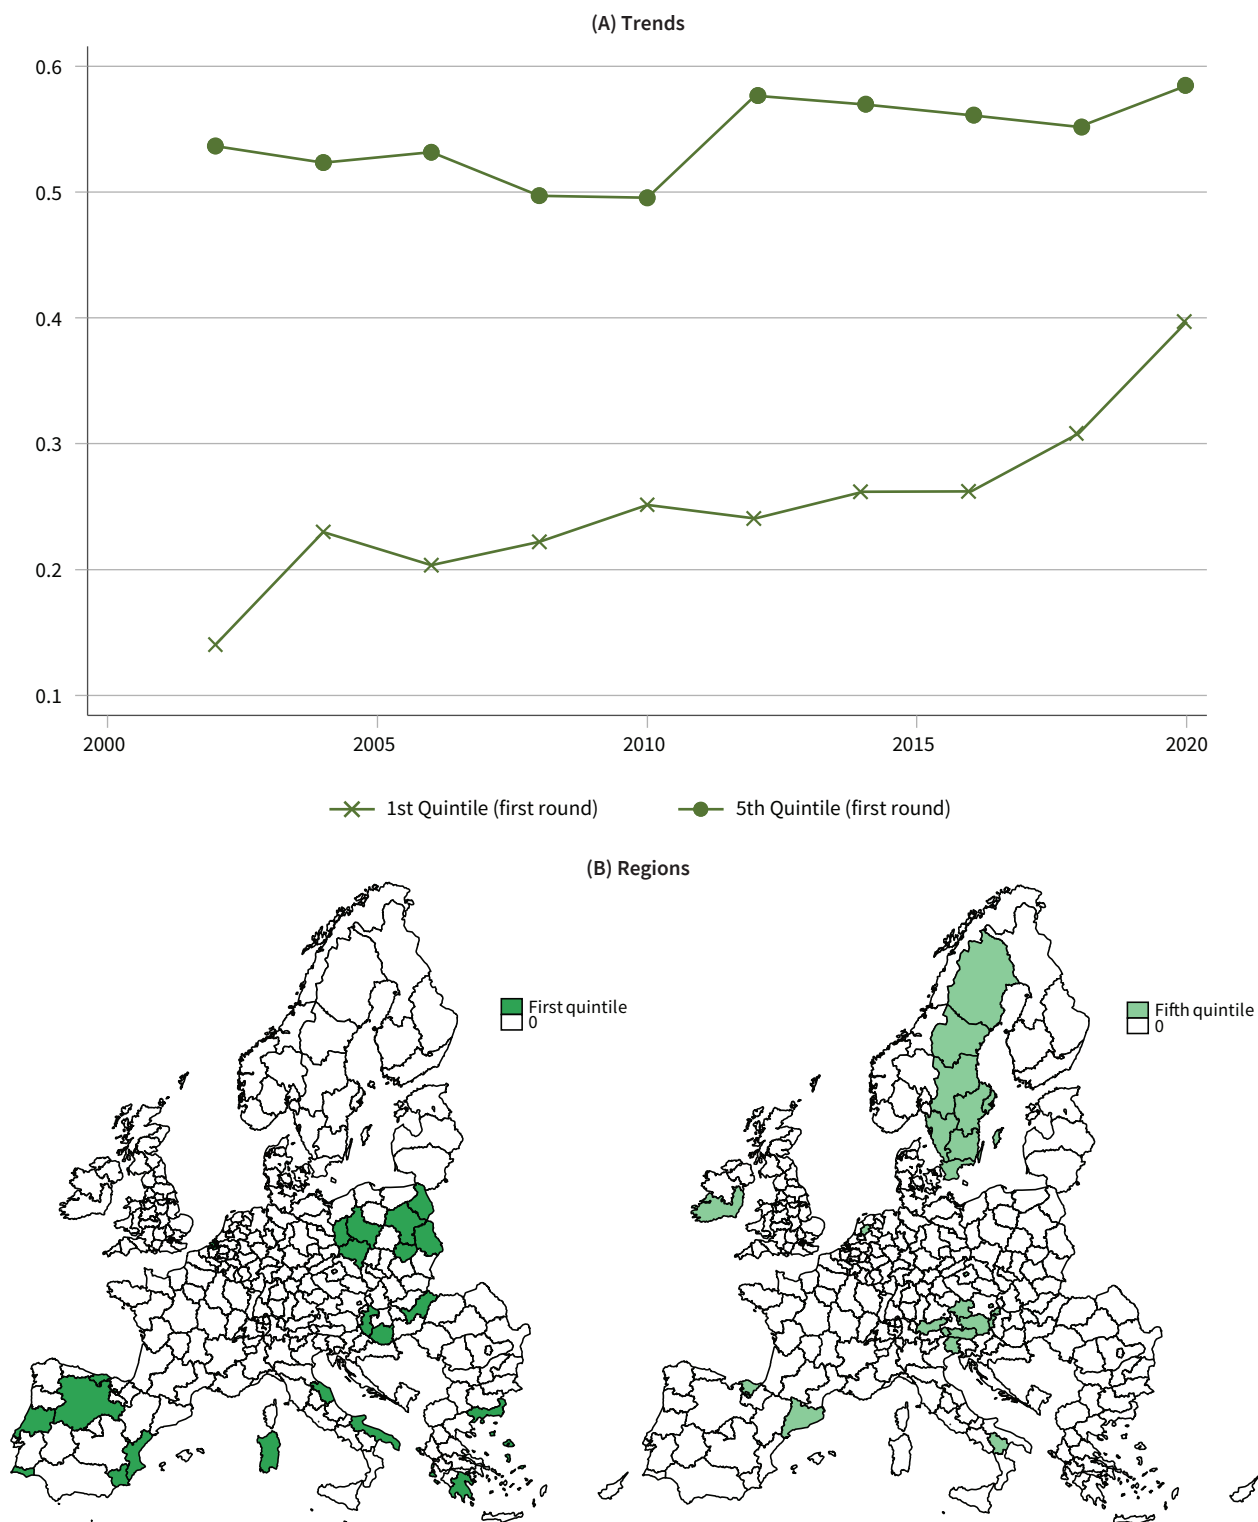 (A) Trends
0.6
0.5
0.4
0.3
0.2
0.1
2000 2005 2010 2015 2020
1st Quintile (first round) 5th Quintile (first round)
(B) Regions
First quintile
0
Fifth quintile
0